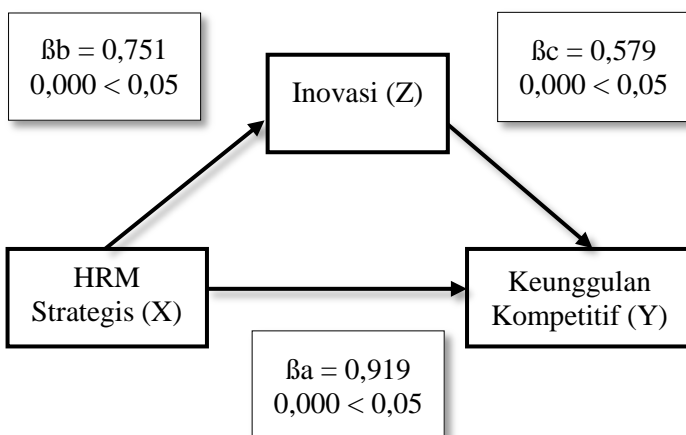 ßb = 0,751
0,000 < 0,05
Inovasi (Z)
ßc = 0,579
0,000 < 0,05
HRM
Strategis (X)
Keunggulan
Kompetitif (Y)
ßa = 0,919
0,000 < 0,05